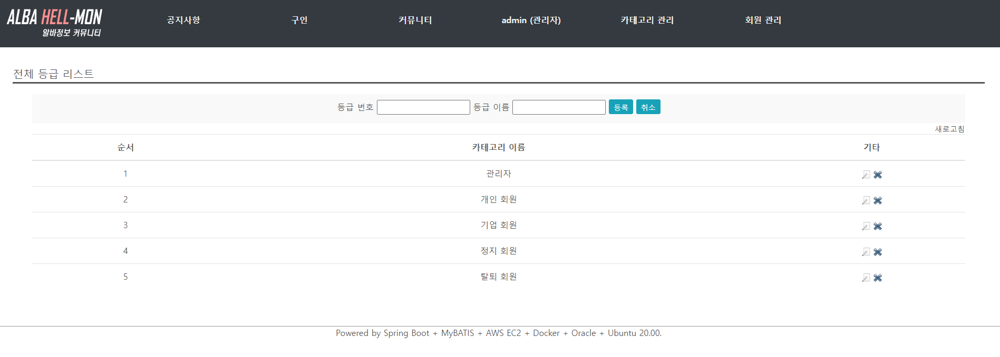 ALBA HELL-MON
알바정보 커뮤니티
공지사항 구인 커뮤니티 admin (관리자) 카테고리 관리 회원 관리
전체 등급 리스트
등급 번호 등급 이름 등록 취소
새로고침
순서 카테고리 이름 기타
1 관리자
2 개인 회원
3 기업 회원
4 정지 회원
5 탈퇴 회원
Powered by Spring Boot + MyBATIS + AWS EC2 + Docker + Oracle + Ubuntu 20.00.